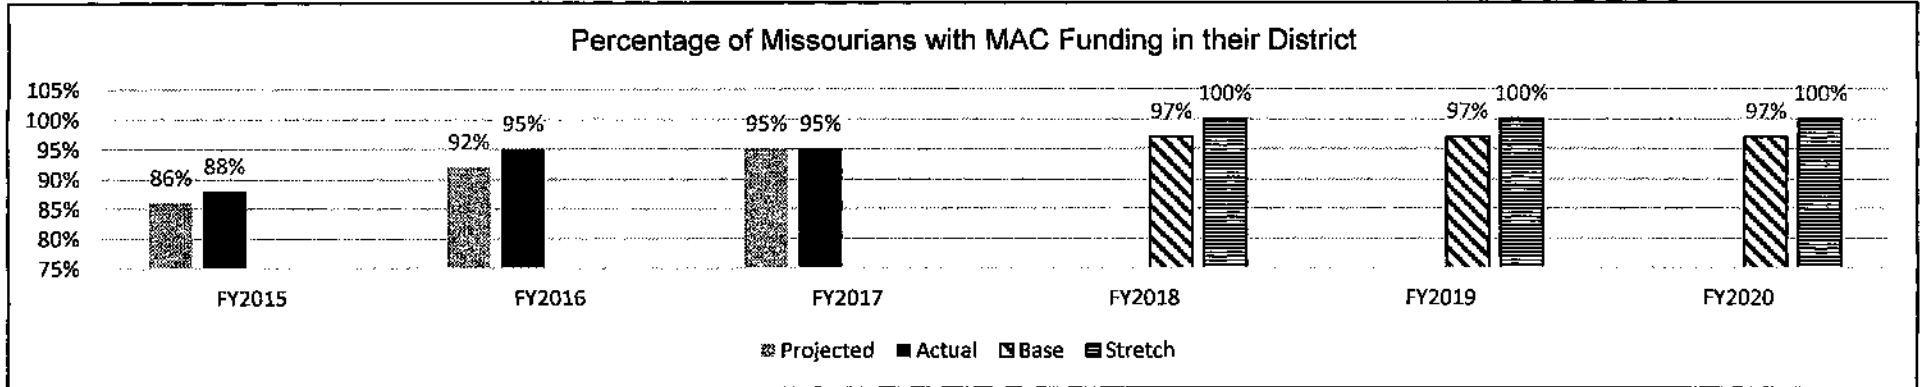 Percentage of Missourians with MAC Funding in their District
105%
100%
95%
90%
85%
80%
75%
86%
88%
92%
95%
95%
95%
97%
100%
97%
100%
97%
100%
FY2015
FY2016
FY2017
FY2018
FY2019
FY2020
Projected Actual Base Stretch